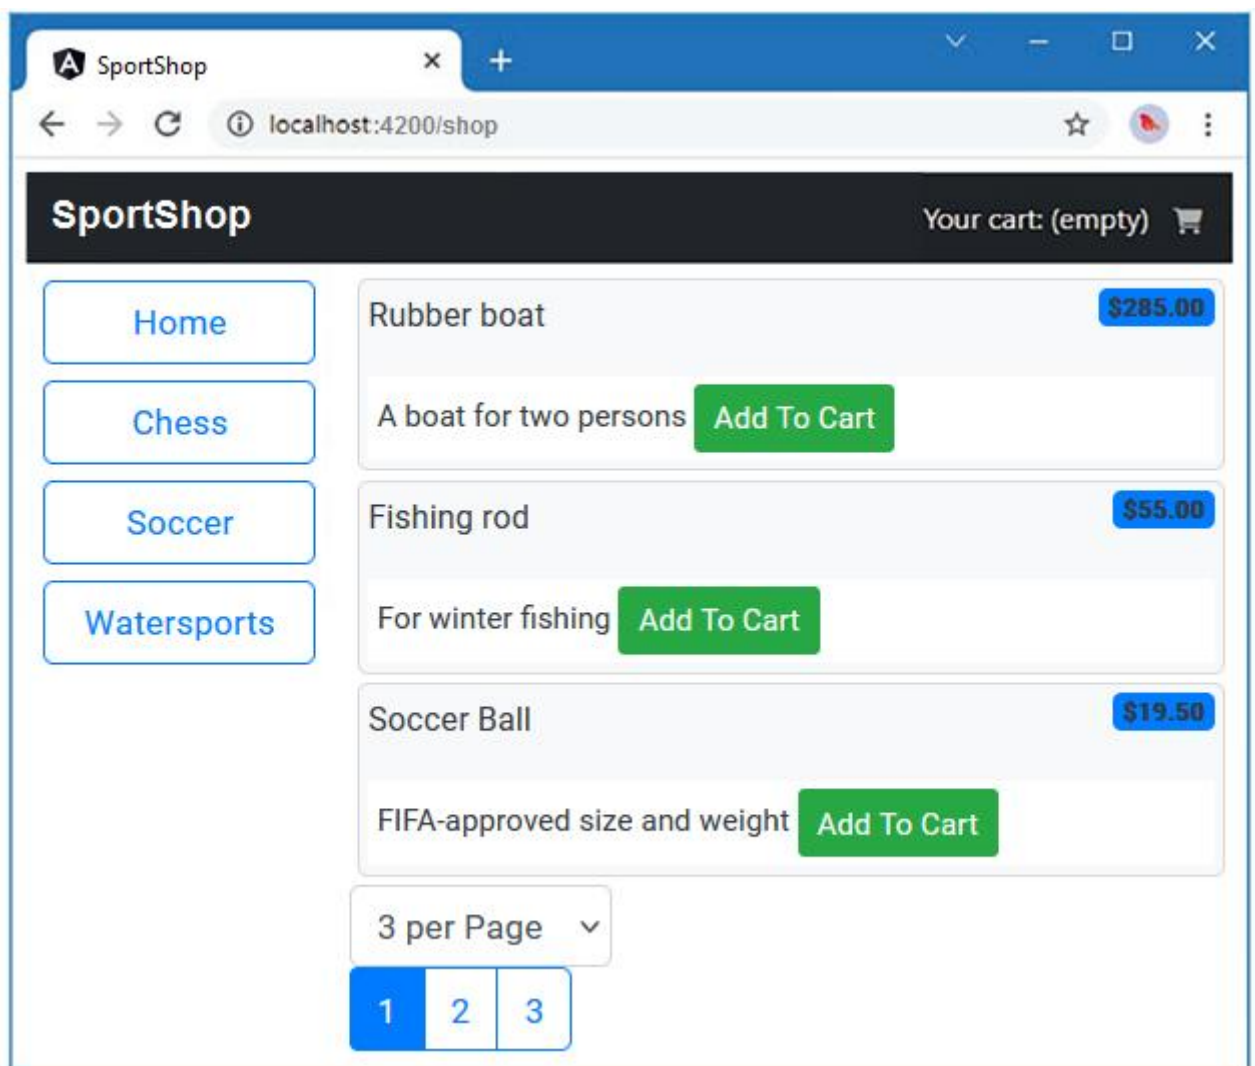 SportShop
localhost:4200/shop
SportShop
Your cart: (empty)
Home
Chess
Soccer
Watersports
Rubber boat
$285.00
A boat for two persons
Add To Cart
Fishing rod
$55.00
For winter fishing
Add To Cart
Soccer Ball
$19.50
FIFA-approved size and weight
Add To Cart
3 per Page
1 2 3